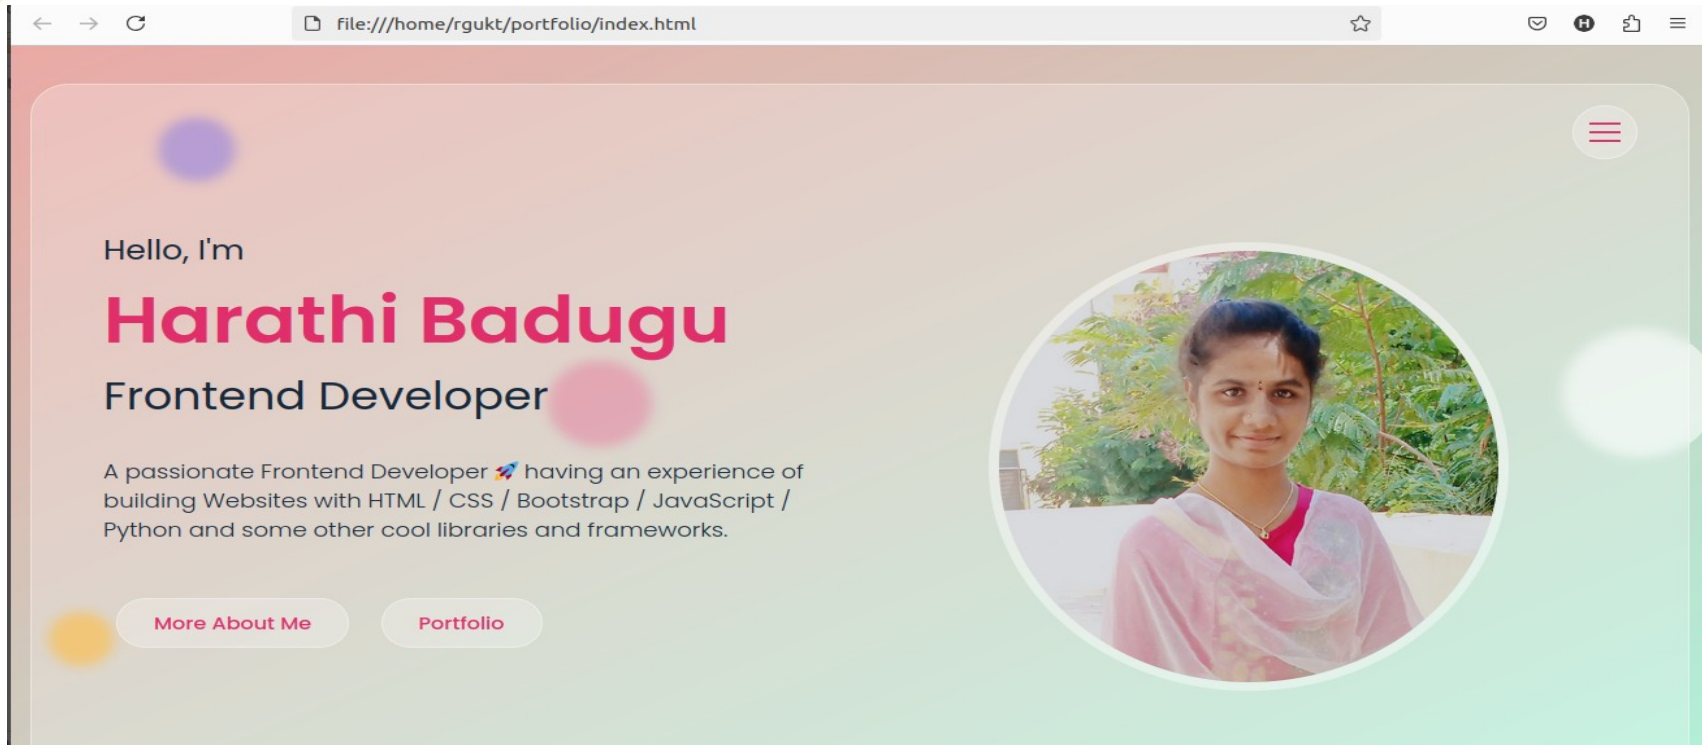 file:///home/rgukt/portfolio/index.html
H
Hello, I'm
Harathi Badugu
Frontend Developer
A passionate Frontend Developer 🚀 having an experience of
building Websites with HTML / CSS / Bootstrap / JavaScript /
Python and some other cool libraries and frameworks.
More About Me
Portfolio